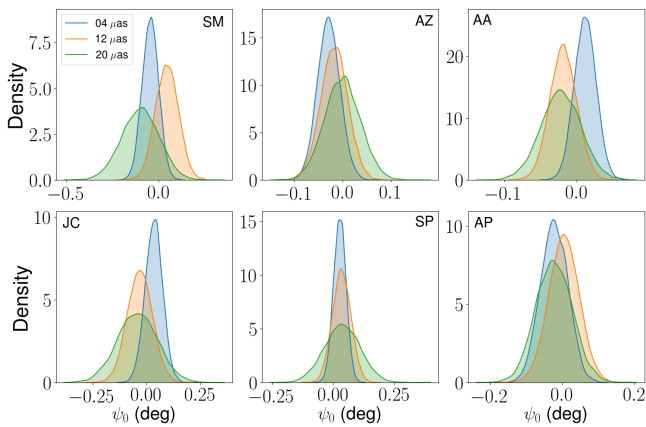 SM
04 μas
12 μas
20 μas
Density
7.5
5.0
2.5
0.0
−0.5 0.0
AZ
15
10
5
0
−0.1 0.0 0.1
AA
20
10
0
−0.1 0.0
JC
Density
10
5
0
−0.25 0.00 0.25
ψ0 (deg)
SP
15
10
5
0
−0.25 0.00 0.25
ψ0 (deg)
AP
10
5
0
−0.2 0.0 0.2
ψ0 (deg)